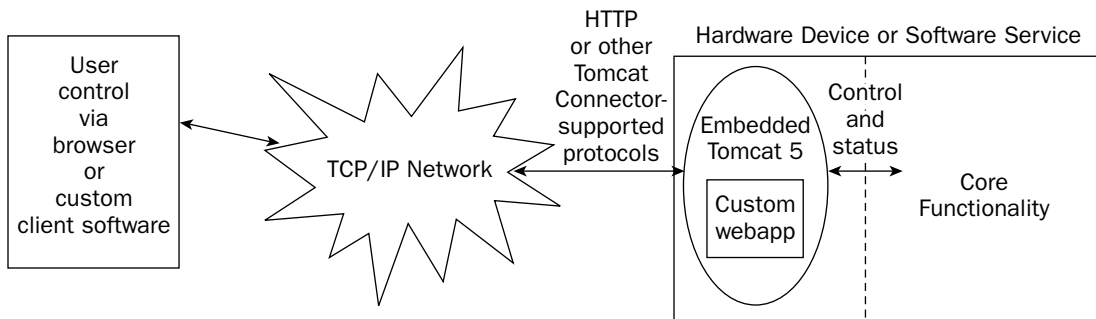 User
control
via
browser
or
custom
client software
TCP/IP Network
HTTP
or other
Tomcat
Connector-
supported
protocols
Hardware Device or Software Service
Embedded
Tomcat 5
Custom
webapp
Control
and
status
Core
Functionality